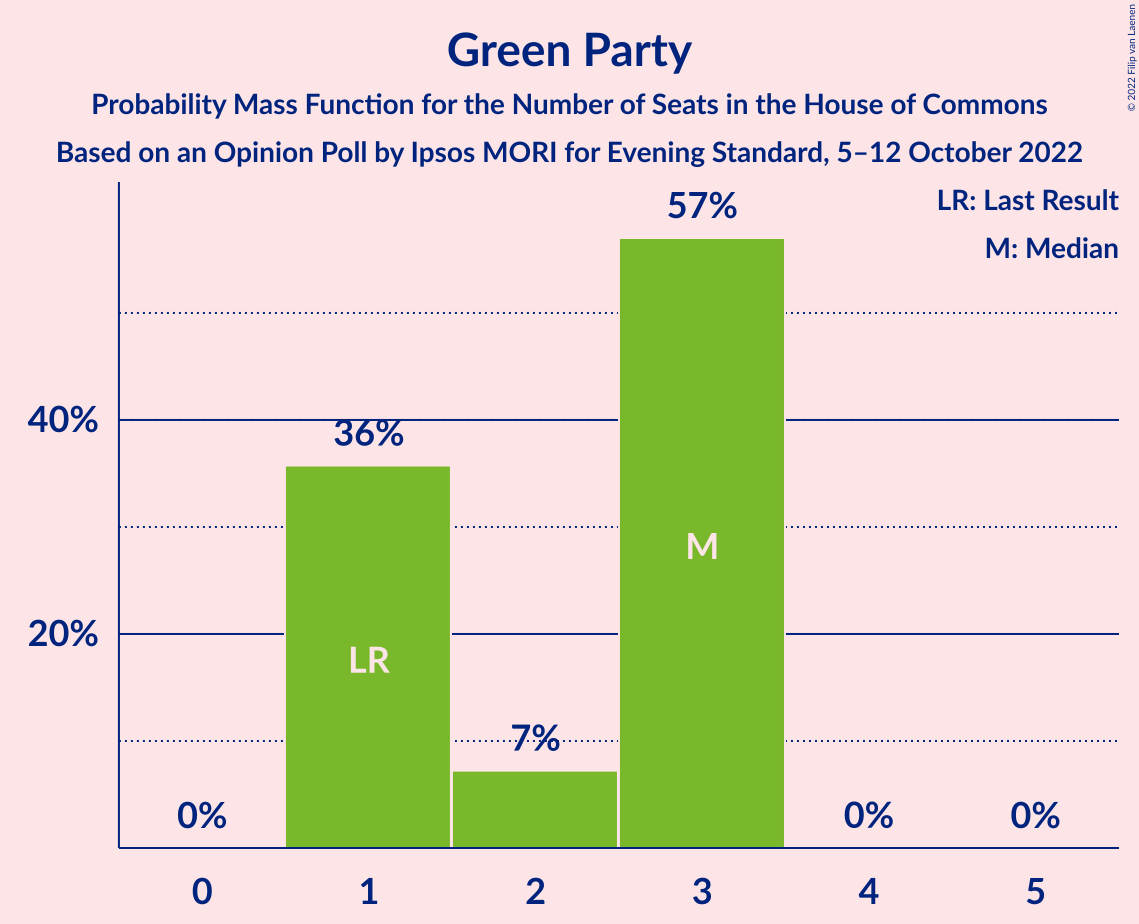 Green Party
Probability Mass Function for the Number of Seats in the House of Commons
Based on an Opinion Poll by Ipsos MORI for Evening Standard, 5–12 October 2022
© 2022 Filip van Laenen
LR: Last Result
M: Median
57%
40%
36%
M
20%
LR
7%
0%
0%
0%
0
1
2
3
4
5